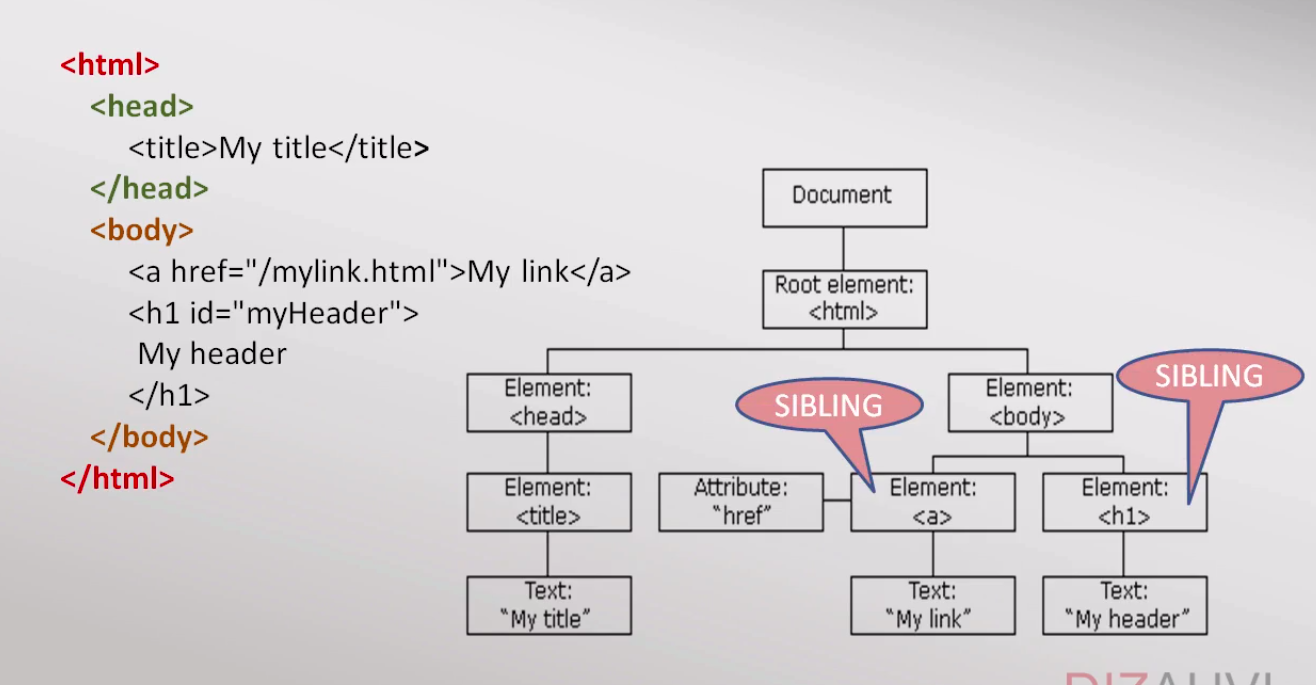 <html>
<head>
<title>My title</title>
</head>
<body>
<a href="/mylink.html">My link</a>
<h1 id="myHeader">
My header
</h1>
</body>
</html>
Document
Root element:
<html>
Element:
<head>
SIBLING
Element:
<body>
SIBLING
Element:
<title>
Attribute:
"href"
Element:
<a>
Element:
<h1>
Text:
"My title"
Text:
"My link"
Text:
"My header"